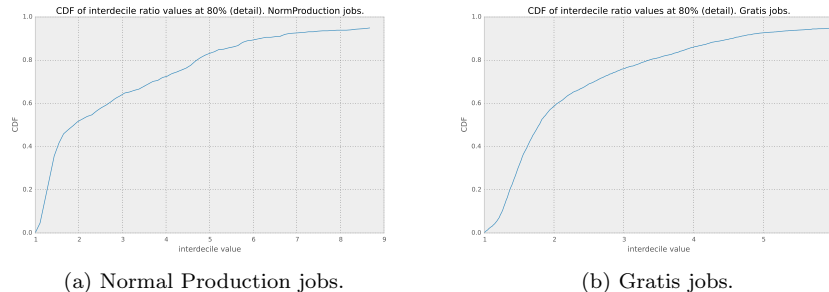 CDF of interdecile ratio values at 80% (detail). NormProduction jobs.
1.0
0.8
0.6
0.4
0.2
0.0
CDF
1 2 3 4 5 6 7 8 9
interdecile value
(a) Normal Production jobs.
CDF of interdecile ratio values at 80% (detail). Gratis jobs.
1.0
0.8
0.6
0.4
0.2
0.0
CDF
1 2 3 4 5
interdecile value
(b) Gratis jobs.